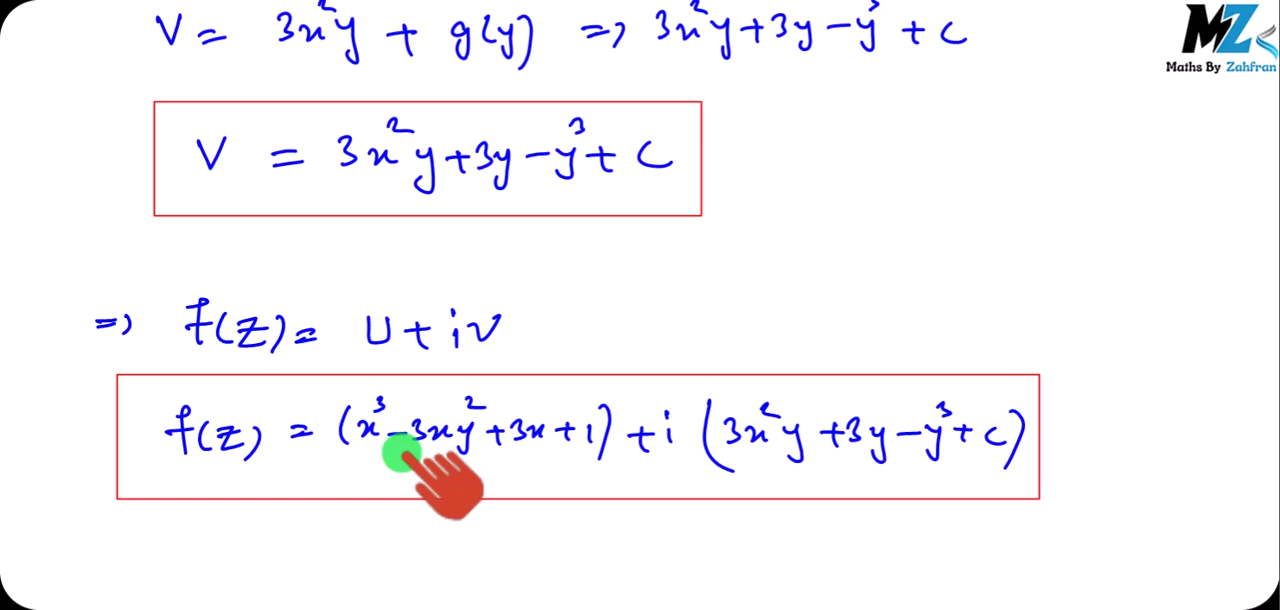 V = 3x²y + g(y) => 3x²y+3y-y³ + c
MZ
Maths By Zahfran
V = 3x²y+3y-y³+c
=> f(z) = U + iv
f(z) = (x³-3xy²+3x+1)+i (3x²y+3y-y³+c)